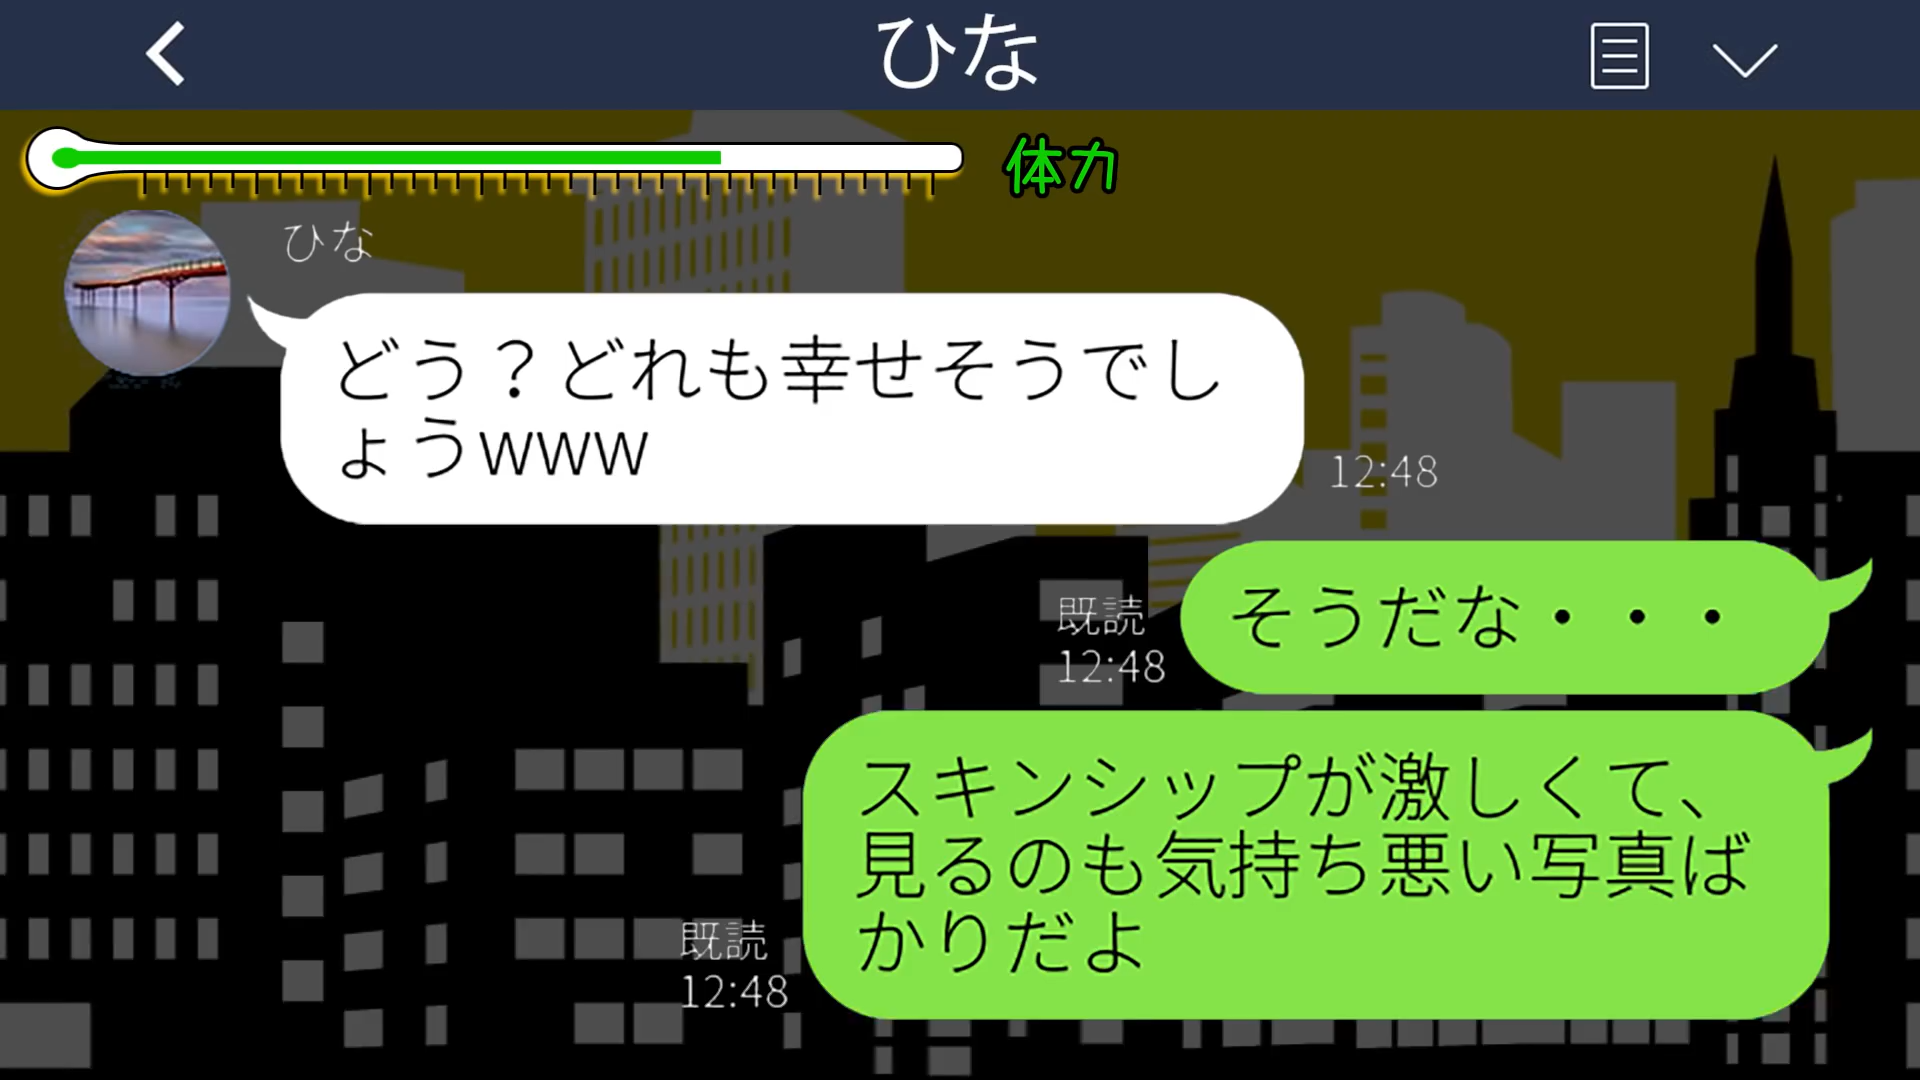 ひな
体力
ひな
どう？どれも幸せそうでし
ょうwww
12:48
そうだな・・・
既読
12:48
スキンシップが激しくて、
見るのも気持ち悪い写真ば
かりだよ
既読
12:48